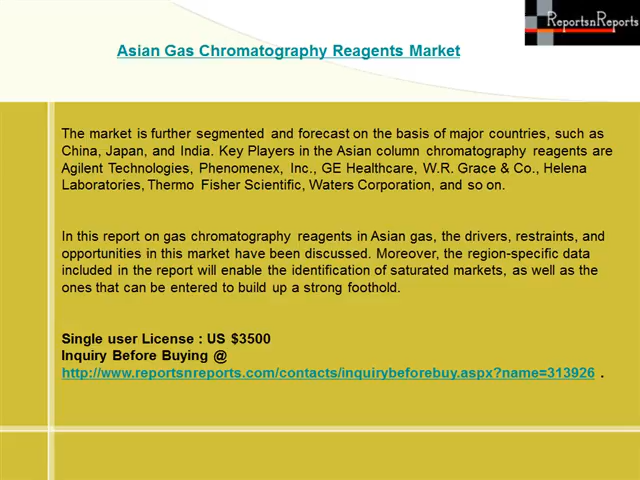 ReportsnReports
Asian Gas Chromatography Reagents Market
The market is further segmented and forecast on the basis of major countries, such as
China, Japan, and India. Key Players in the Asian column chromatography reagents are
Agilent Technologies, Phenomenex, Inc., GE Healthcare, W.R. Grace & Co., Helena
Laboratories, Thermo Fisher Scientific, Waters Corporation, and so on.
In this report on gas chromatography reagents in Asian gas, the drivers, restraints, and
opportunities in this market have been discussed. Moreover, the region-specific data
included in the report will enable the identification of saturated markets, as well as the
ones that can be entered to build up a strong foothold.
Single user License : US $3500
Inquiry Before Buying @
http://www.reportsnreports.com/contacts/inquirybeforebuy.aspx?name=313926 .